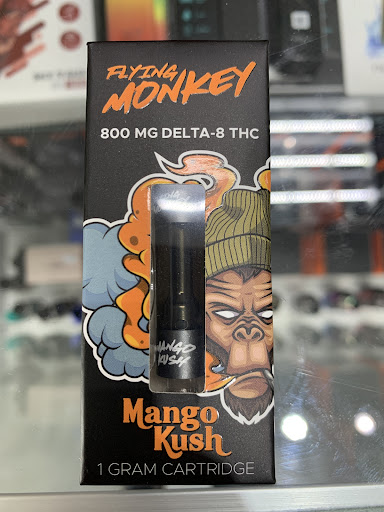 FLYING
MONKEY
800 MG DELTA-8 THC
MANGO
KUSH
Mango
Kush
1 GRAM CARTRIDGE